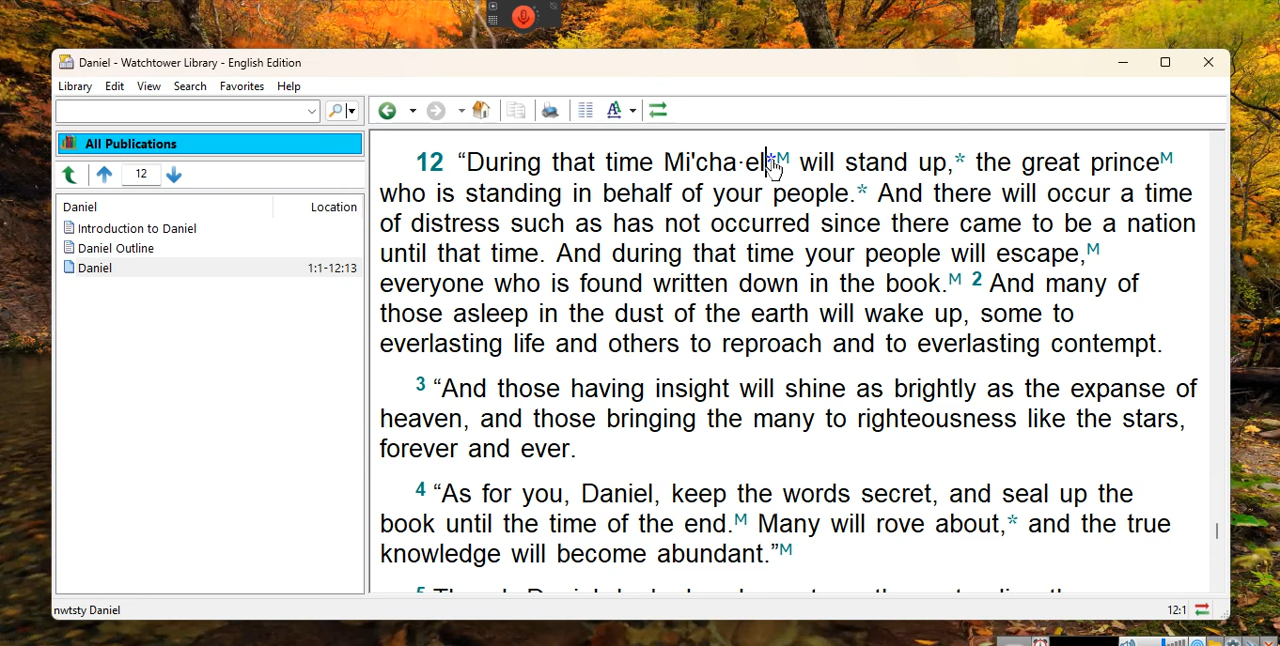 Daniel - Watchtower Library - English Edition
Library Edit View Search Favorites Help
All Publications
12
Daniel Location
Introduction to Daniel
Daniel Outline
Daniel 1:1-12:13
12 “During that time Mi'cha·el*M will stand up,* the great princeM
who is standing in behalf of your people.* And there will occur a time
of distress such as has not occurred since there came to be a nation
until that time. And during that time your people will escape,M
everyone who is found written down in the book.M 2 And many of
those asleep in the dust of the earth will wake up, some to
everlasting life and others to reproach and to everlasting contempt.
3 “And those having insight will shine as brightly as the expanse of
heaven, and those bringing the many to righteousness like the stars,
forever and ever.
4 “As for you, Daniel, keep the words secret, and seal up the
book until the time of the end.M Many will rove about,* and the true
knowledge will become abundant.”M
nwtsty Daniel 12:1